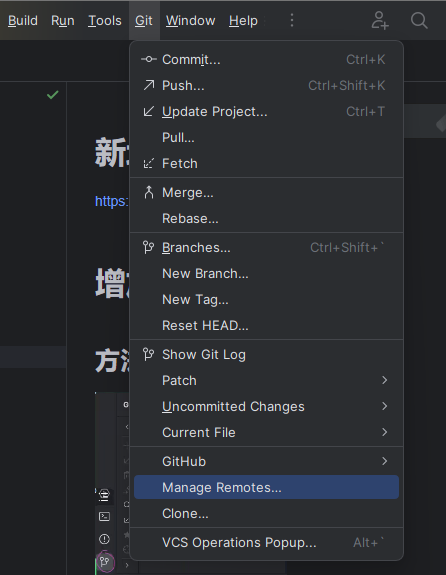 Build Run Tools Git Window Help
Commit... Ctrl+K
Push... Ctrl+Shift+K
Update Project... Ctrl+T
Pull...
Fetch
新
https:
Merge...
Rebase...
Branches... Ctrl+Shift+`
New Branch...
增
New Tag...
Reset HEAD...
Show Git Log
方
Patch
Uncommitted Changes
Current File
GitHub
Manage Remotes...
Clone...
VCS Operations Popup... Alt+`